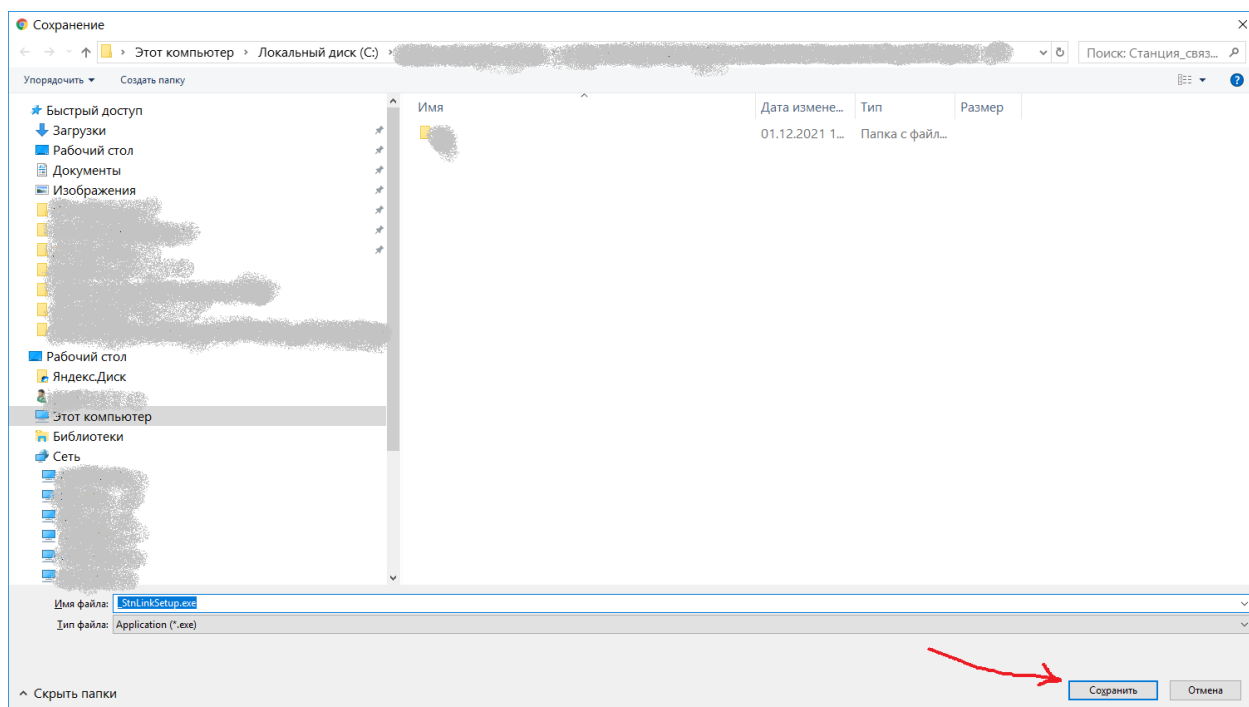 Сохранение
Этот компьютер › Локальный диск (C:) ›
Поиск: Станция_связ...
Упорядочить Создать папку
Имя Дата измене... Тип Размер
01.12.2021 1... Папка с файл...
Быстрый доступ
Загрузки
Рабочий стол
Документы
Изображения
Рабочий стол
Яндекс.Диск
Этот компьютер
Библиотеки
Сеть
Имя файла: _StnLinkSetup.exe
Тип файла: Application (*.exe)
Скрыть папки
Сохранить Отмена